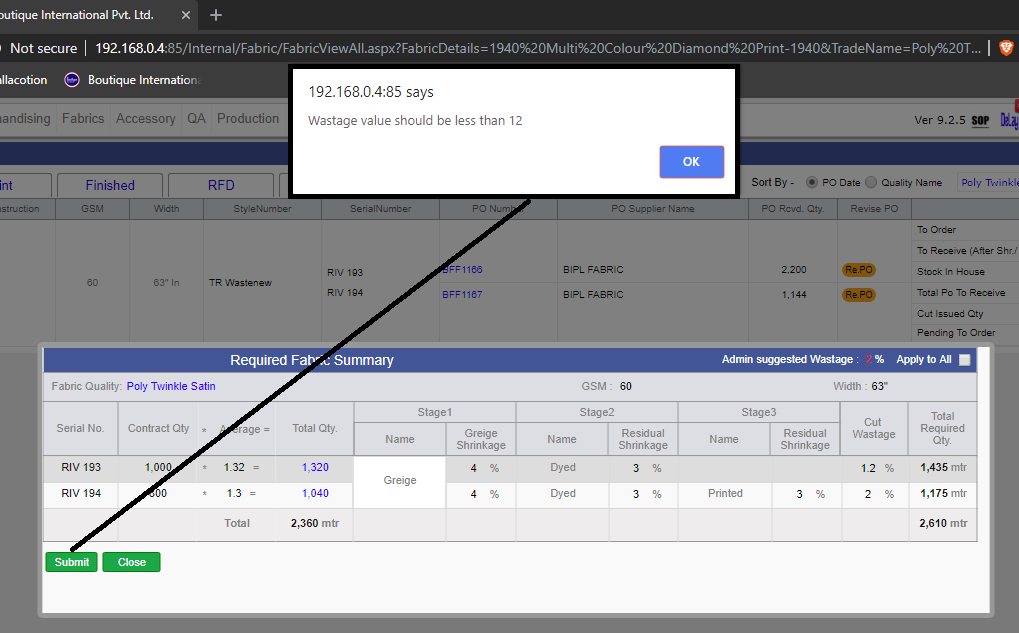 outique International Pvt. Ltd.
Not secure | 192.168.0.4:85/Internal/Fabric/FabricViewAll.aspx?FabricDetails=1940%20Multi%20Colour%20Diamond%20Print-1940&TradeName=Poly%20T...
allacotion Boutique Internation
192.168.0.4:85 says
Wastage value should be less than 12
OK
handising Fabrics Accessory QA Production
Ver 9.2.5 SOP Delay
int Finished RFD
Sort By - PO Date Quality Name Poly Twinkle
nstruction GSM Width StyleNumber SerialNumber PO Number PO Supplier Name PO Rcvd. Qty. Revise PO
60 63" In TR Wastenew
RIV 193 BFF1166 BIPL FABRIC 2,200 Re.PO
RIV 194 BFF1167 BIPL FABRIC 1,144 Re.PO
To Order
To Receive (After Shr./
Stock In House
Total Po To Receive
Cut Issued Qty
Pending To Order
Required Fabric Summary
Admin suggested Wastage : 2 % Apply to All
Fabric Quality: Poly Twinkle Satin GSM : 60 Width : 63"
Serial No. Contract Qty * Average = Total Qty. Stage1 Stage2 Stage3 Cut Wastage Total Required Qty.
Name Greige Shrinkage Name Residual Shrinkage Name Residual Shrinkage
RIV 193 1,000 * 1.32 = 1,320 Greige 4 % Dyed 3 % 1.2 % 1,435 mtr
RIV 194 800 * 1.3 = 1,040 4 % Dyed 3 % Printed 3 % 2 % 1,175 mtr
Total 2,360 mtr 2,610 mtr
Submit Close